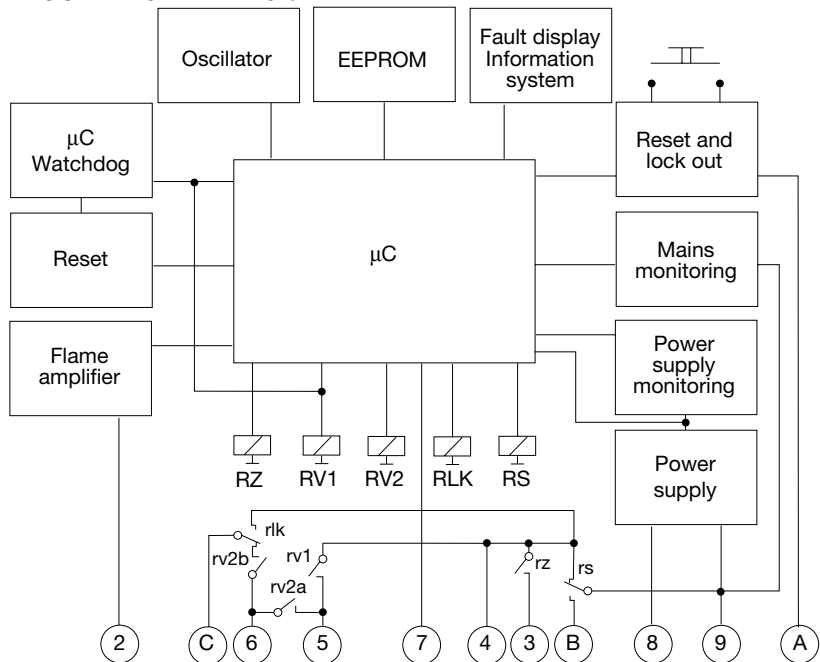 Oscillator
EEPROM
Fault display
Information
system
μC
Watchdog
Reset and
lock out
Reset
μC
Mains
monitoring
Flame
amplifier
Power
supply
monitoring
Power
supply
RZ
RV1
RV2
RLK
RS
rlk
rv2b
rv1
rv2a
rz
rs
2
C
6
5
7
4
3
B
8
9
A